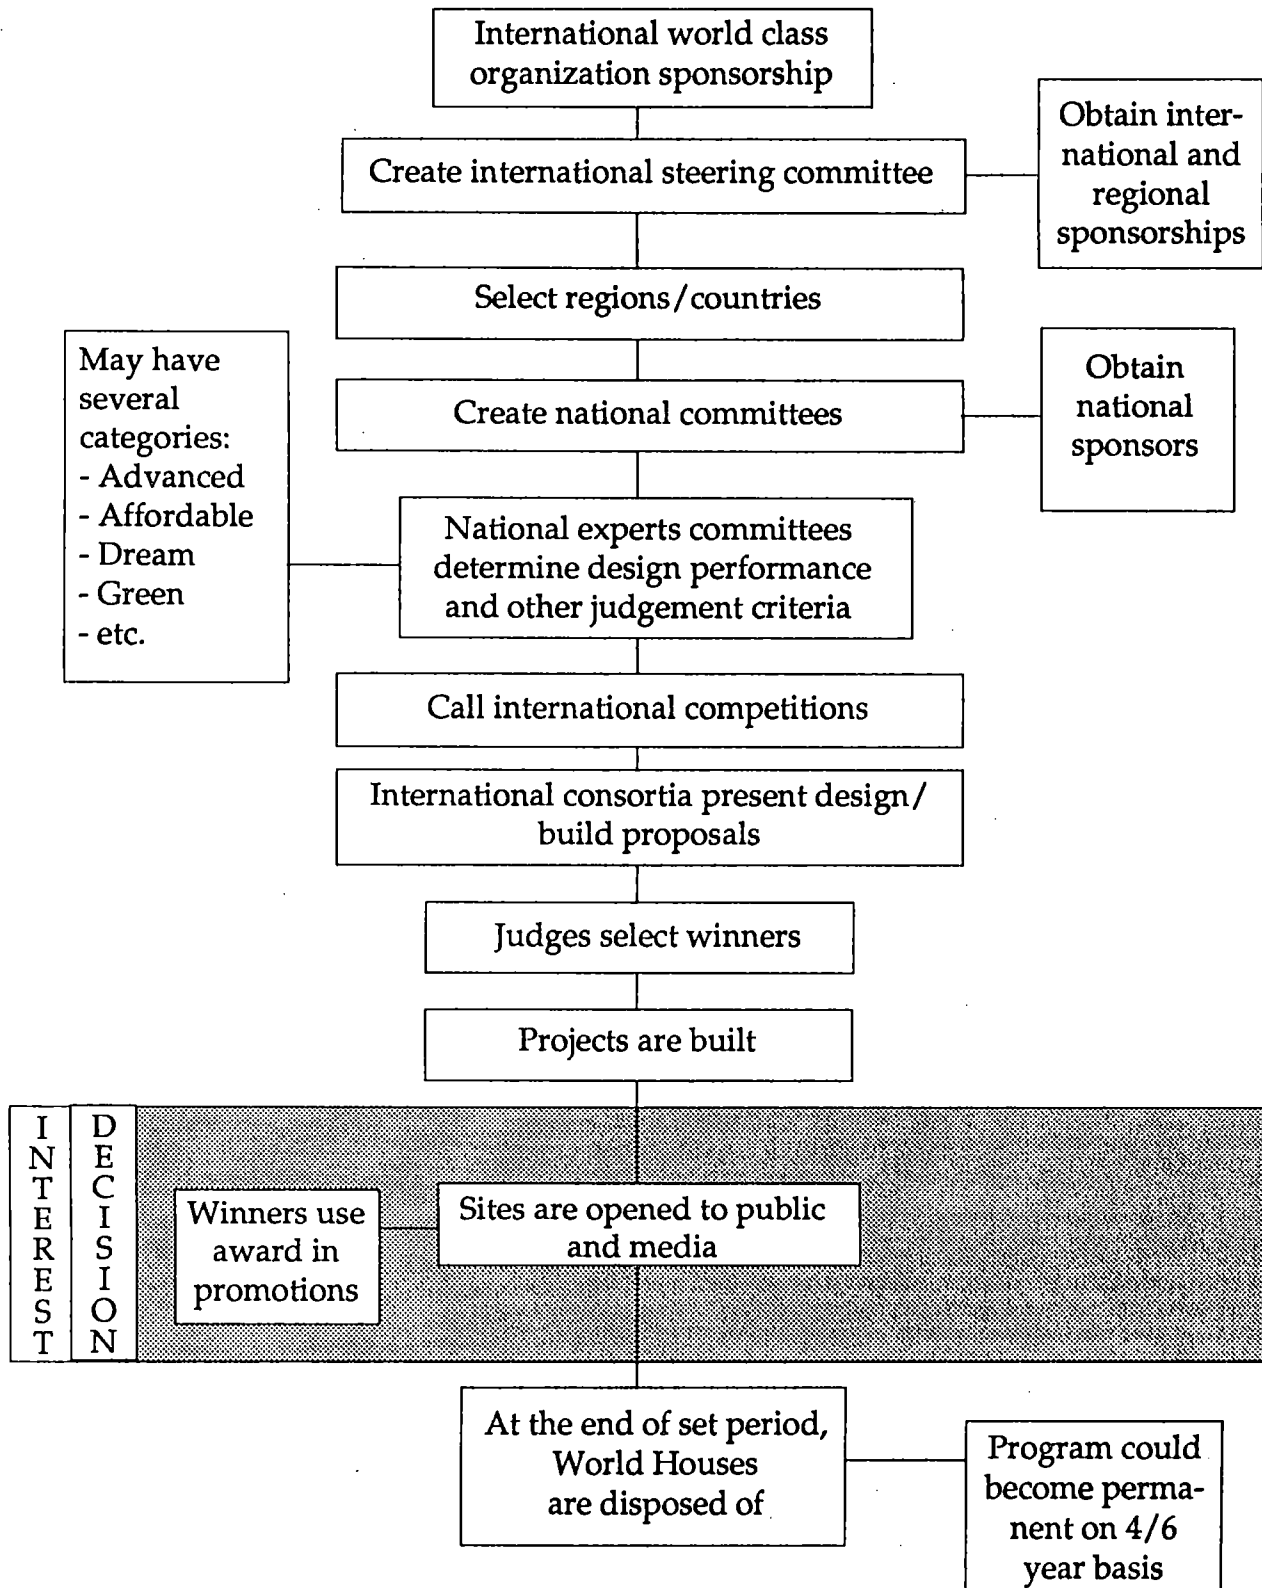 International world class
organization sponsorship
Create international steering committee
Obtain inter-
national and
regional
sponsorships
Select regions/countries
May have
several
categories:
- Advanced
- Affordable
- Dream
- Green
- etc.
Create national committees
Obtain
national
sponsors
National experts committees
determine design performance
and other judgement criteria
Call international competitions
International consortia present design/
build proposals
Judges select winners
Projects are built
INTEREST
DECISION
Winners use
award in
promotions
Sites are opened to public
and media
At the end of set period,
World Houses
are disposed of
Program could
become perma-
nent on 4/6
year basis